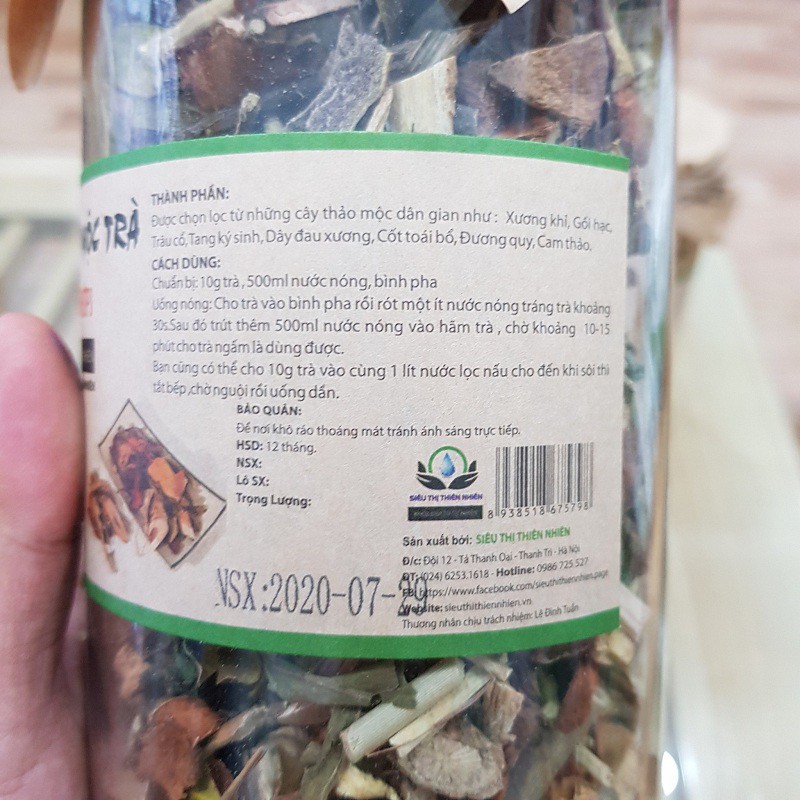 ỘC TRÀ
THÀNH PHẦN:
Được chọn lọc từ những cây thảo mộc dân gian như : Xương khỉ, Gối hạc,
Trâu cổ, Tang ký sinh, Dây đau xương, Cốt toái bổ, Đương quy, Cam thảo.
CÁCH DÙNG:
Chuẩn bị: 10g trà , 500ml nước nóng, bình pha
Uống nóng: Cho trà vào bình pha rồi rót một ít nước nóng tráng trà khoảng
30s.Sau đó trút thêm 500ml nước nóng vào hãm trà , chờ khoảng 10-15
phút cho trà ngấm là dùng được.
Bạn cũng có thể cho 10g trà vào cùng 1 lít nước lọc nấu cho đến khi sôi thì
tắt bếp ,chờ nguội rồi uống dần.
BẢO QUẢN:
Để nơi khô ráo thoáng mát tránh ánh sáng trực tiếp.
HSD: 12 tháng.
NSX:
Lô SX:
Trọng Lượng:
SIÊU THỊ THIÊN NHIÊN
8 938518 675798
Sản xuất bởi: SIÊU THỊ THIÊN NHIÊN
Đ/c: Đội 12 - Tả Thanh Oai - Thanh Trì - Hà Nội
ĐT: (024) 6253.1618 - Hotline: 0986 725 527
FB: https://www.facebook.com/sieuthithiennhien.page
Website: sieuthithiennhien.vn
Thương nhân chịu trách nhiệm: Lê Đình Tuấn
NSX:2020-07-